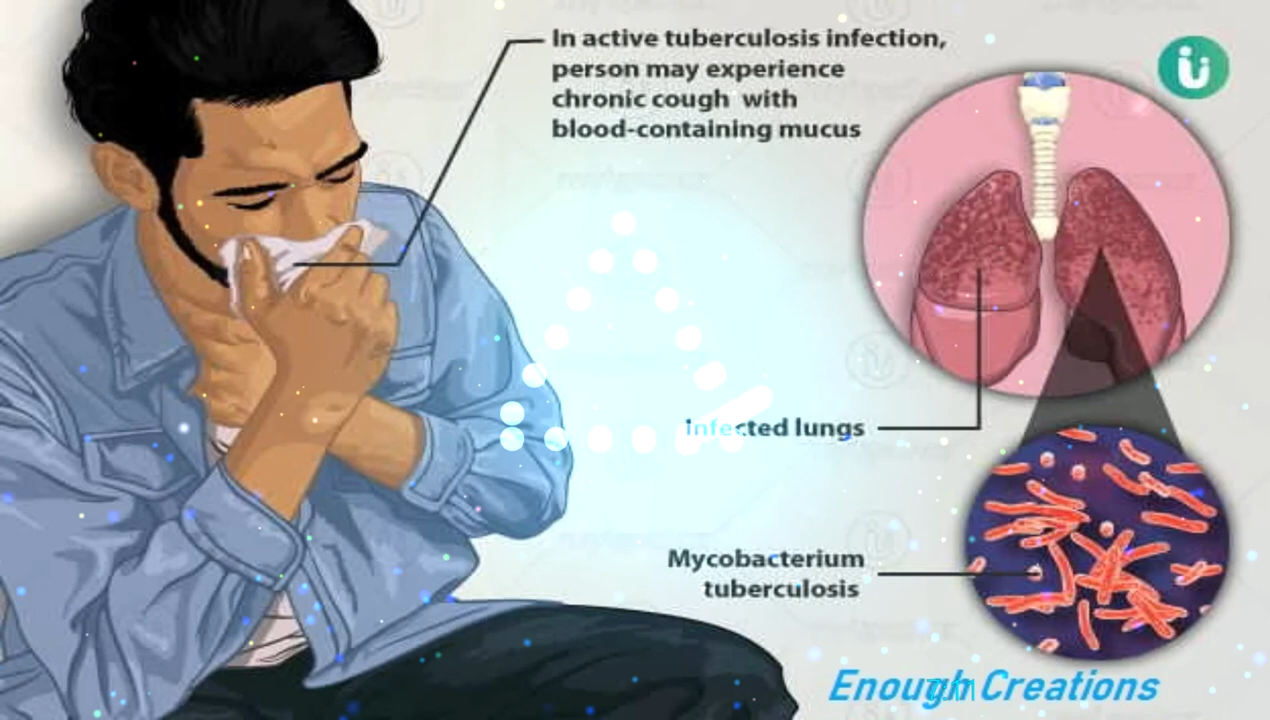 In active tuberculosis infection,
person may experience
chronic cough with
blood-containing mucus
infected lungs
Mycobacterium
tuberculosis
Enough Creations